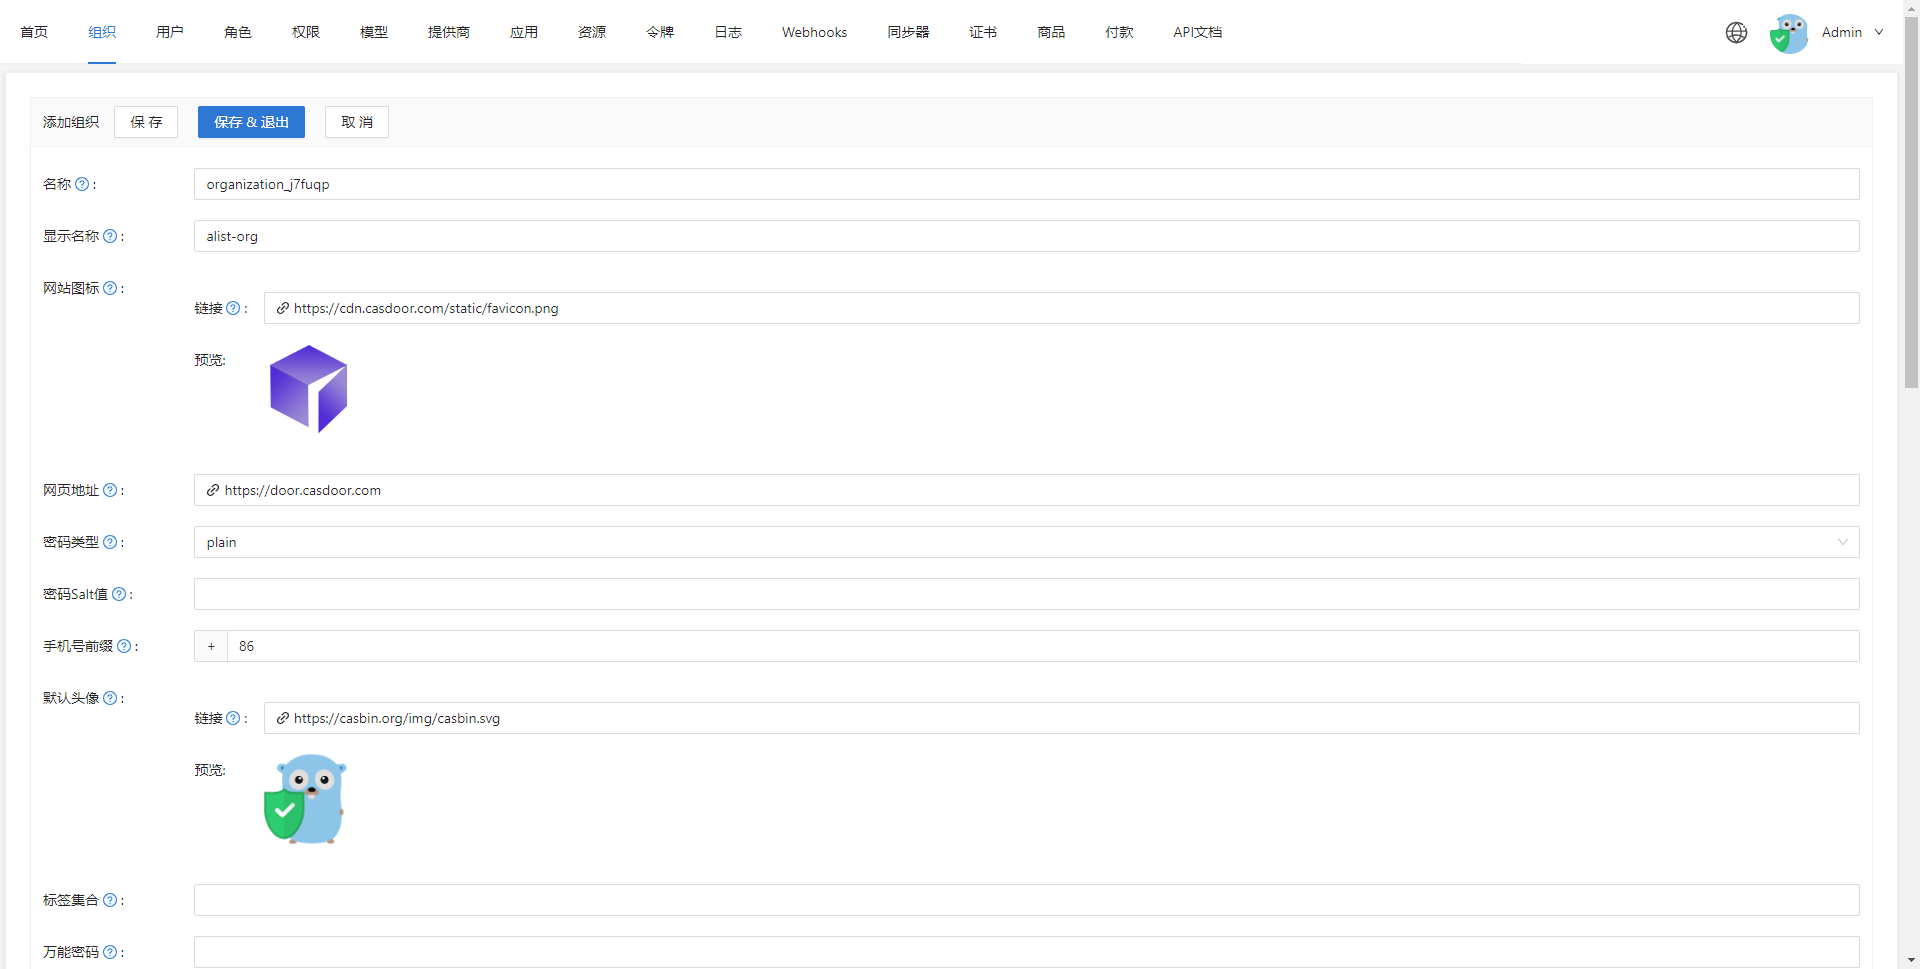 首页 组织 用户 角色 权限 模型 提供商 应用 资源 令牌 日志 Webhooks 同步器 证书 商品 付款 API文档 Admin
添加组织 保 存 保存 & 退出 取 消
名称 ? : organization_j7fuqp
显示名称 ? : alist-org
网站图标 ? :
链接 ? : https://cdn.casdoor.com/static/favicon.png
预览:
网页地址 ? : https://door.casdoor.com
密码类型 ? : plain
密码Salt值 ? :
手机号前缀 ? : + 86
默认头像 ? :
链接 ? : https://casbin.org/img/casbin.svg
预览:
标签集合 ? :
万能密码 ? :